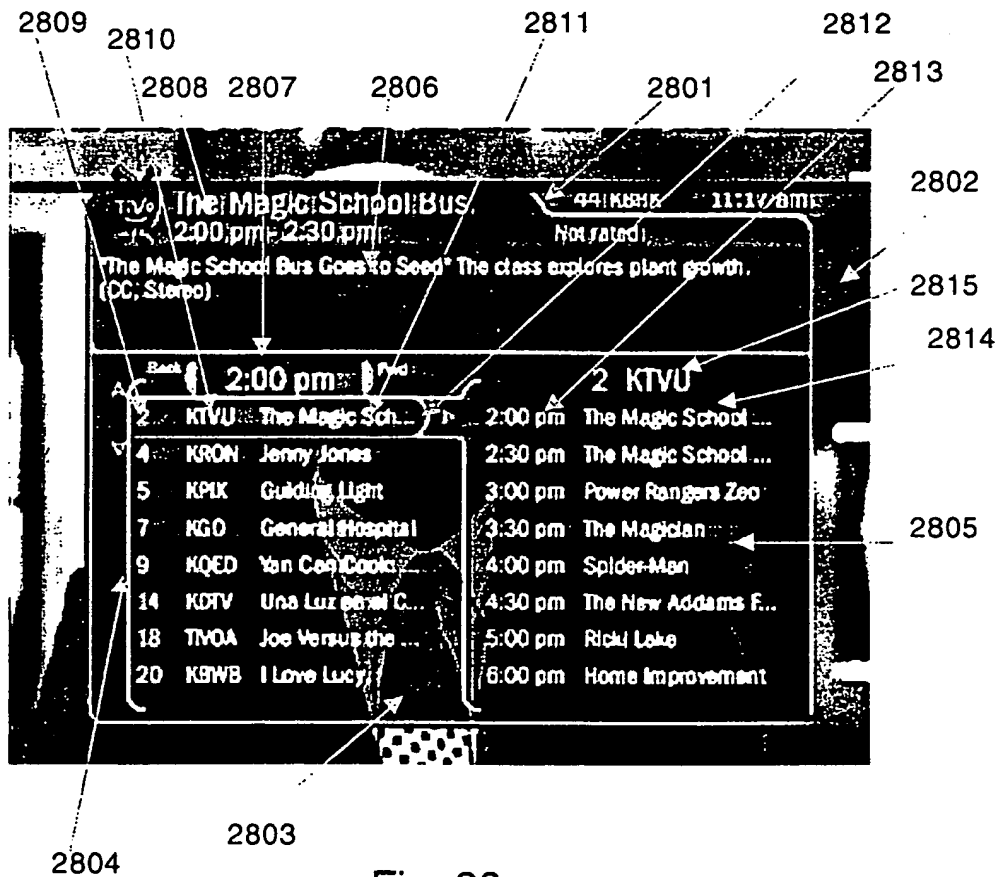 2809
2810
2811
2812
2808 2807 2806 2801
2813
2802
TiVo The Magic School Bus 44 KBHK 11:17 am
2:00 pm - 2:30 pm Not rated
"The Magic School Bus Goes to Seed" The class explores plant growth.
(CC, Stereo)
2815
2814
Back 2:00 pm Fwd 2 KTVU
2 KTVU The Magic Sch... 2:00 pm The Magic School ...
4 KRON Jenny Jones 2:30 pm The Magic School ...
5 KPIX Guiding Light 3:00 pm Power Rangers Zeo
7 KGO General Hospital 3:30 pm The Magician
2805
9 KQED Yan Can Cook: ... 4:00 pm Spider-Man
14 KDTV Una Luz en el C... 4:30 pm The New Addams F...
18 TIVOA Joe Versus the ... 5:00 pm Ricki Lake
20 KBWB I Love Lucy 6:00 pm Home Improvement
2803
2804